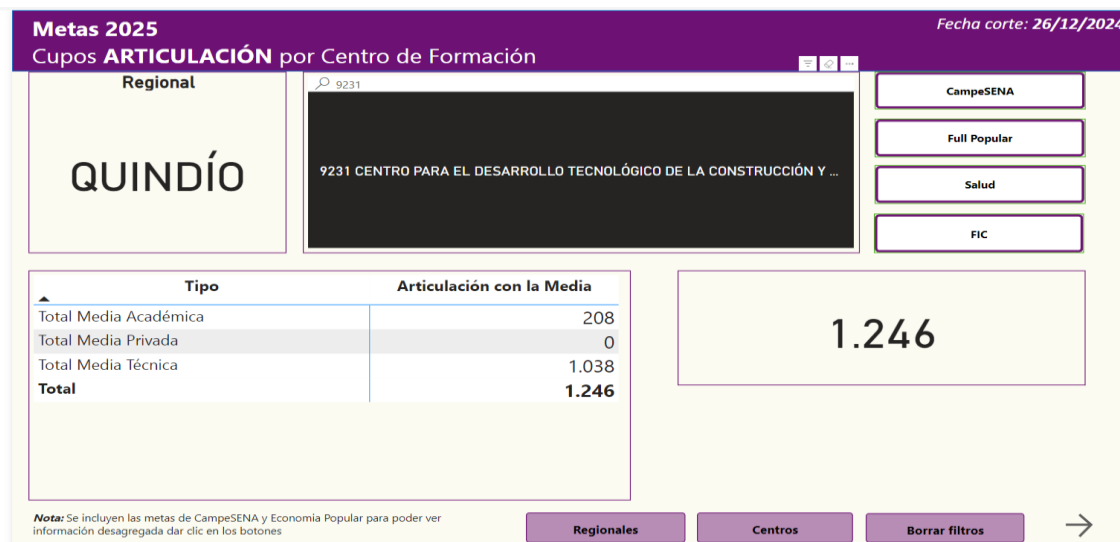 Metas 2025
Fecha corte: 26/12/2024
Cupos ARTICULACIÓN por Centro de Formación
Regional
QUINDÍO
9231
9231 CENTRO PARA EL DESARROLLO TECNOLÓGICO DE LA CONSTRUCCIÓN Y ...
CampeSENA
Full Popular
Salud
FIC
Tipo Articulación con la Media
Total Media Académica 208
Total Media Privada 0
Total Media Técnica 1.038
Total 1.246
1.246
Nota: Se incluyen las metas de CampeSENA y Economía Popular para poder ver
información desagregada dar clic en los botones
Regionales
Centros
Borrar filtros